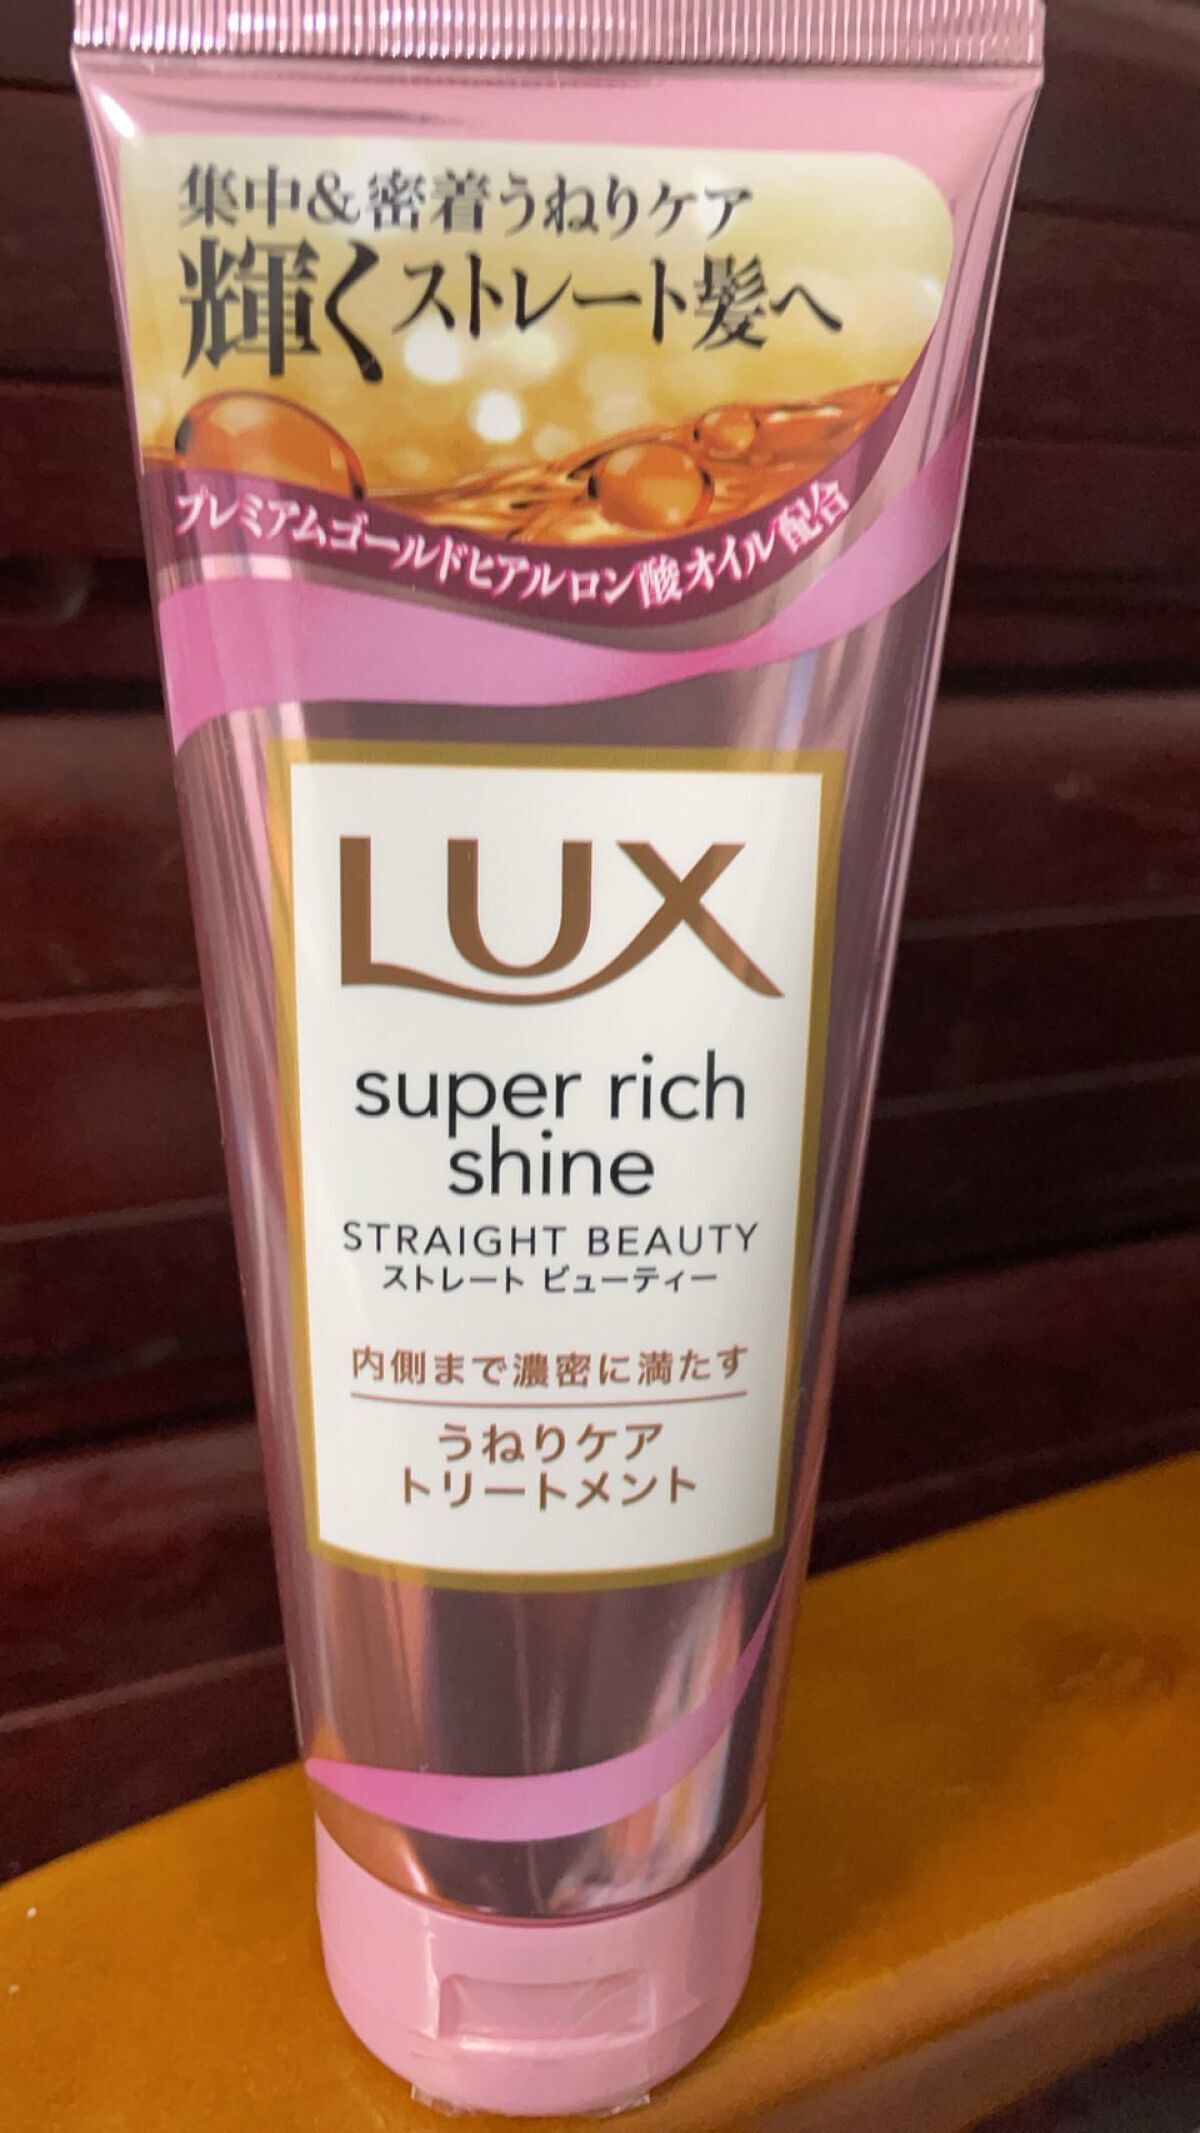 集中&密着うねりケア
輝くストレート髪へ
プレミアムゴールドヒアルロン酸オイル配合
LUX
super rich
shine
STRAIGHT BEAUTY
ストレート ビューティー
内側まで濃密に満たす
うねりケア
トリートメント